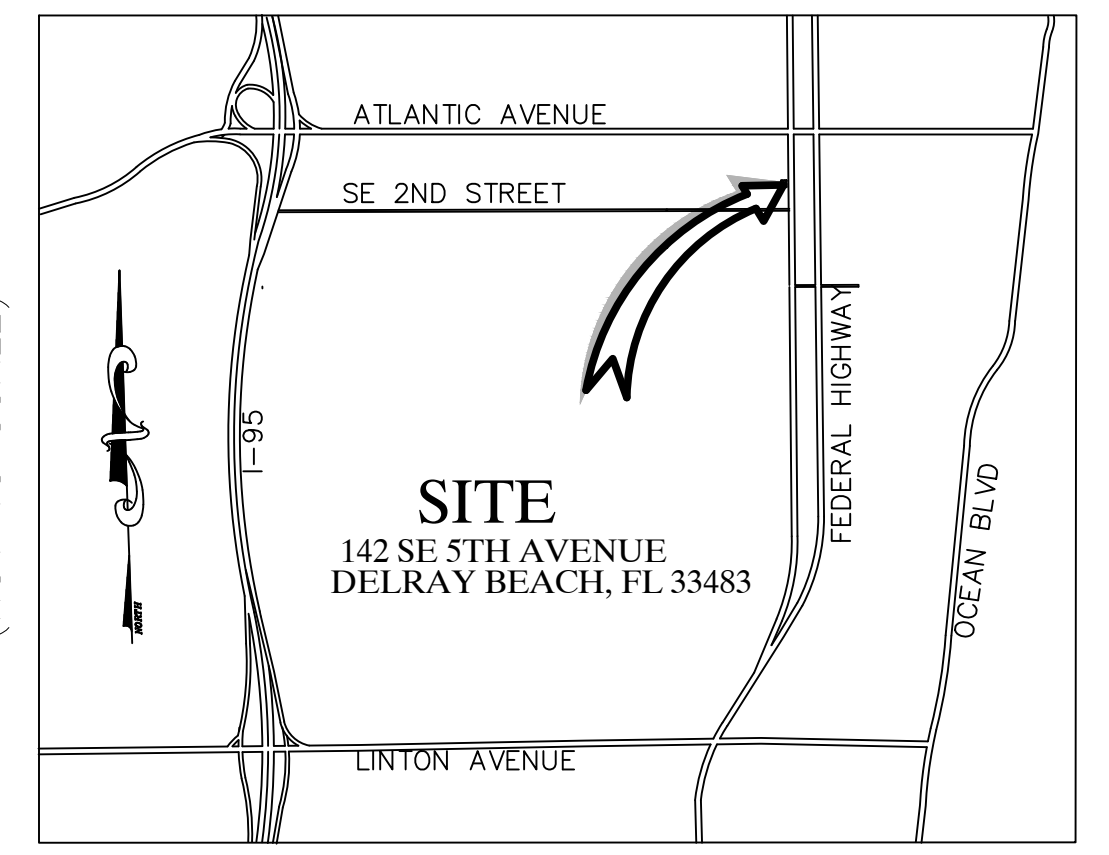 ATLANTIC AVENUE
SE 2ND STREET
I-95
FEDERAL HIGHWAY
SITE
142 SE 5TH AVENUE
DELRAY BEACH, FL 33483
OCEAN BLVD
NORTH
LINTON AVENUE